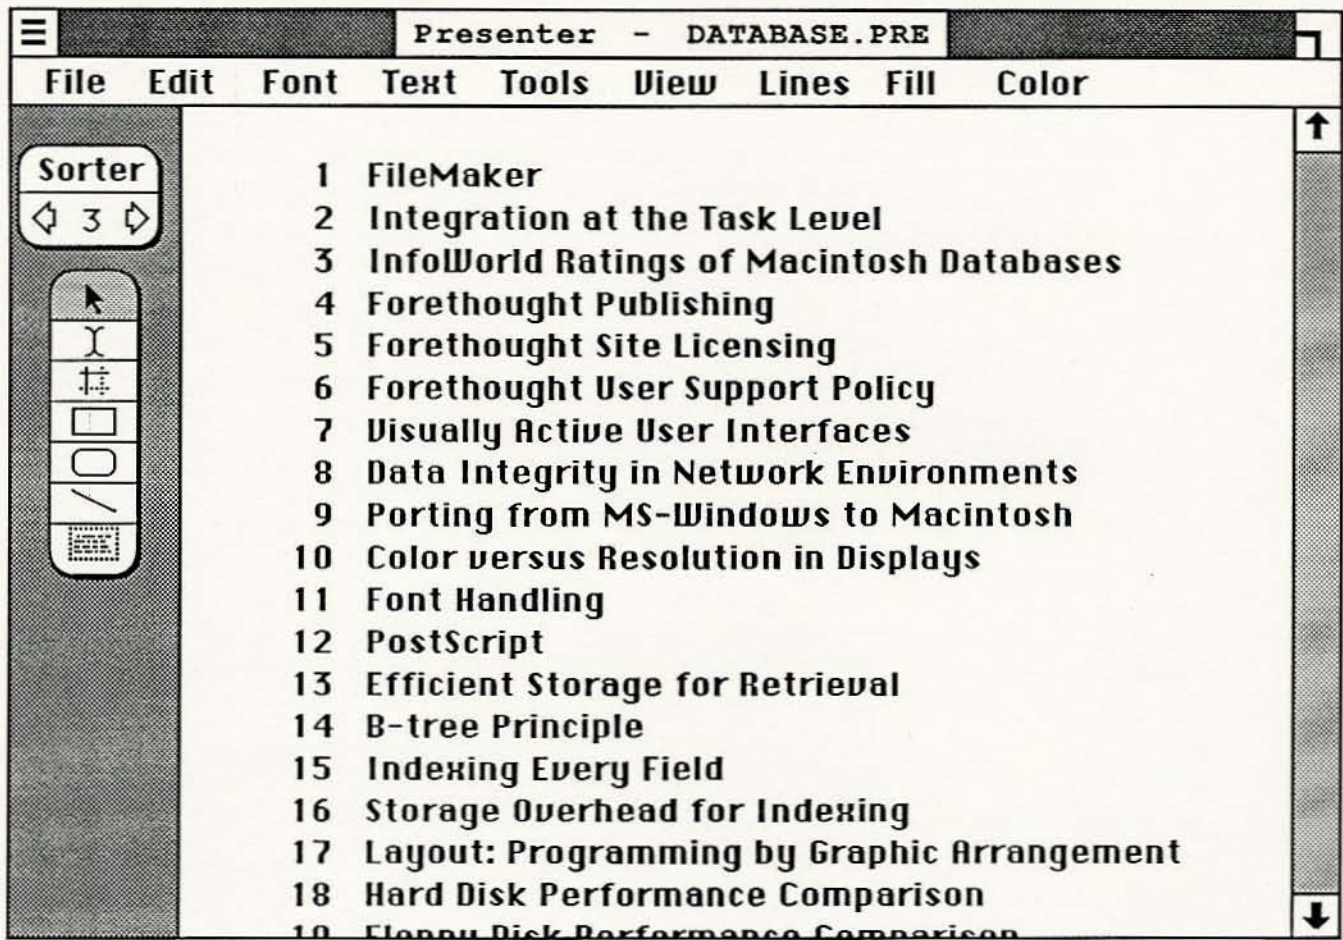 Presenter - DATABASE.PRE
File Edit Font Text Tools View Lines Fill Color
Sorter
3
1 FileMaker
2 Integration at the Task Level
3 InfoWorld Ratings of Macintosh Databases
4 Forethought Publishing
5 Forethought Site Licensing
6 Forethought User Support Policy
7 Visually Active User Interfaces
8 Data Integrity in Network Environments
9 Porting from MS-Windows to Macintosh
10 Color versus Resolution in Displays
11 Font Handling
12 PostScript
13 Efficient Storage for Retrieval
14 B-tree Principle
15 Indexing Every Field
16 Storage Overhead for Indexing
17 Layout: Programming by Graphic Arrangement
18 Hard Disk Performance Comparison
19 Floppy Disk Performance Comparison